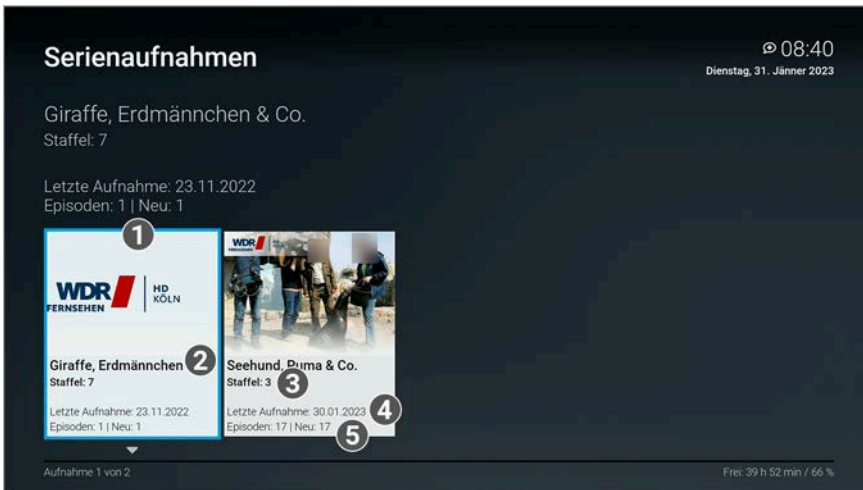 Serienaufnahmen
08:40
Dienstag, 31. Jänner 2023
Giraffe, Erdmännchen & Co.
Staffel: 7
Letzte Aufnahme: 23.11.2022
Episoden: 1 | Neu: 1
1
WDR
FERNSEHEN
HD
KÖLN
WDR
FERNSEHEN
Giraffe, Erdmännchen 2
Staffel: 7
Letzte Aufnahme: 23.11.2022
Episoden: 1 | Neu: 1
Seehund, Puma & Co.
Staffel: 3 3
Letzte Aufnahme: 30.01.2023 4
Episoden: 17 | Neu: 17
5
Aufnahme 1 von 2
Frei: 39 h 52 min / 66 %